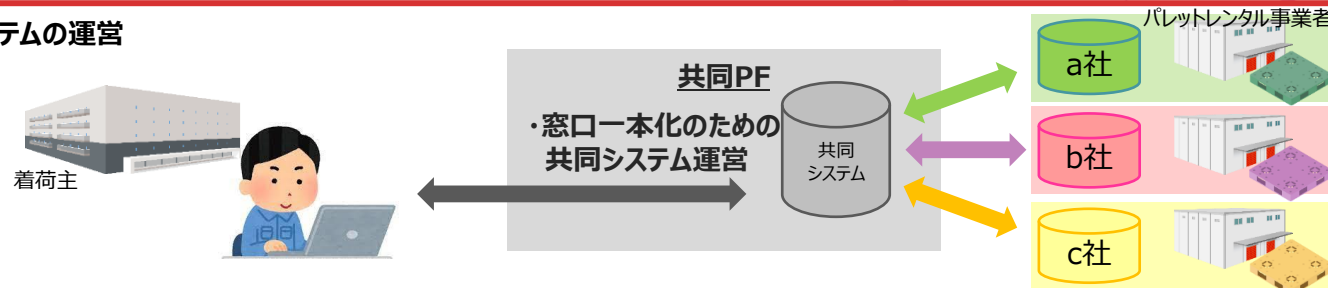 テムの運営
パレットレンタル事業者
着荷主
共同PF
・窓口一本化のための
共同システム運営
共同
システム
a社
b社
c社